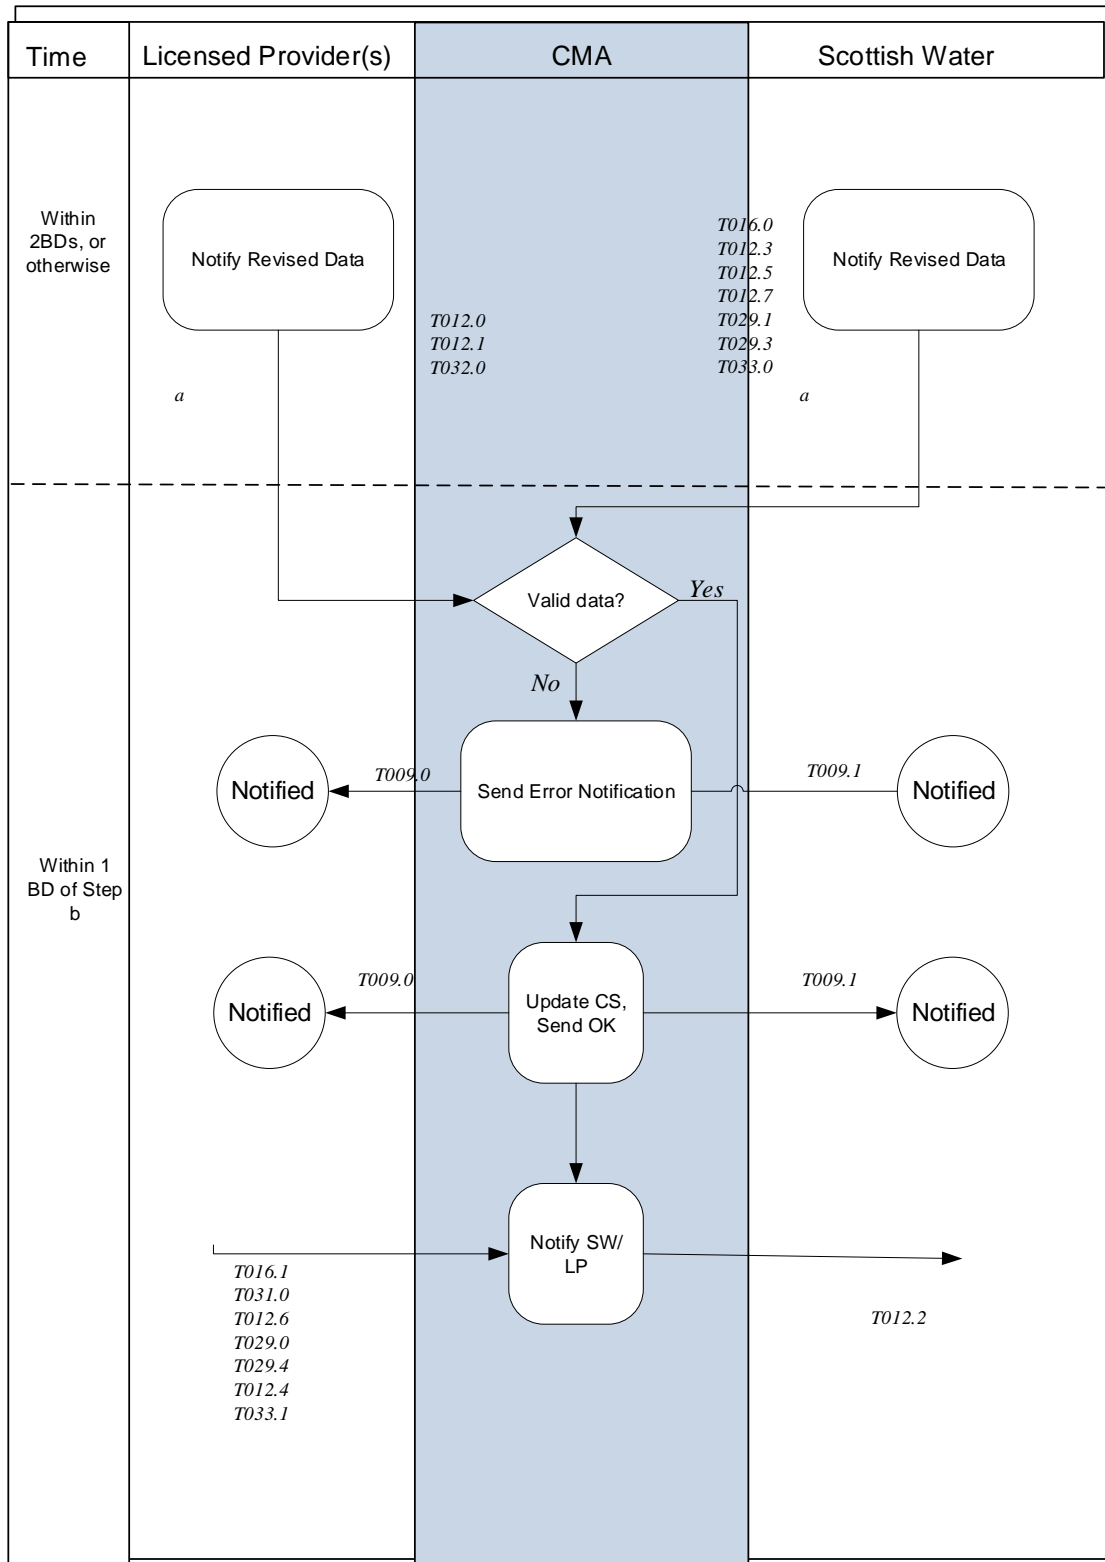 Time
Licensed Provider(s)
CMA
Scottish Water
Within
2BDs, or
otherwise
Notify Revised Data
a
T012.0
T012.1
T032.0
T016.0
T012.3
T012.5
T012.7
T029.1
T029.3
T033.0
Notify Revised Data
a
Valid data?
Yes
No
Within 1
BD of Step
b
Notified
T009.0
Send Error Notification
T009.1
Notified
Notified
T009.0
Update CS,
Send OK
T009.1
Notified
Notify SW/
LP
T016.1
T031.0
T012.6
T029.0
T029.4
T012.4
T033.1
T012.2